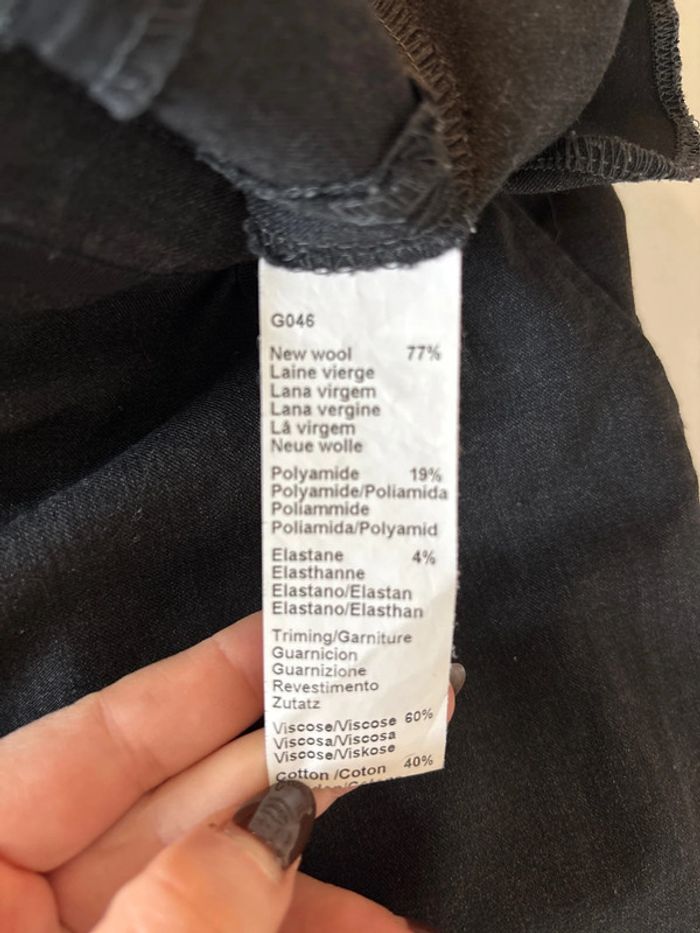 G046
New wool 77%
Laine vierge
Lana virgem
Lana vergine
Lã virgem
Neue wolle
Polyamide 19%
Polyamide/Poliamida
Poliammide
Poliamida/Polyamid
Elastane 4%
Elasthanne
Elastano/Elastan
Elastano/Elasthan
Triming/Garniture
Guarnicion
Guarnizione
Revestimento
Zutatz
Viscose/Viscose 60%
Viscosa/Viscosa
Viscose/Viskose
Cotton /Coton 40%